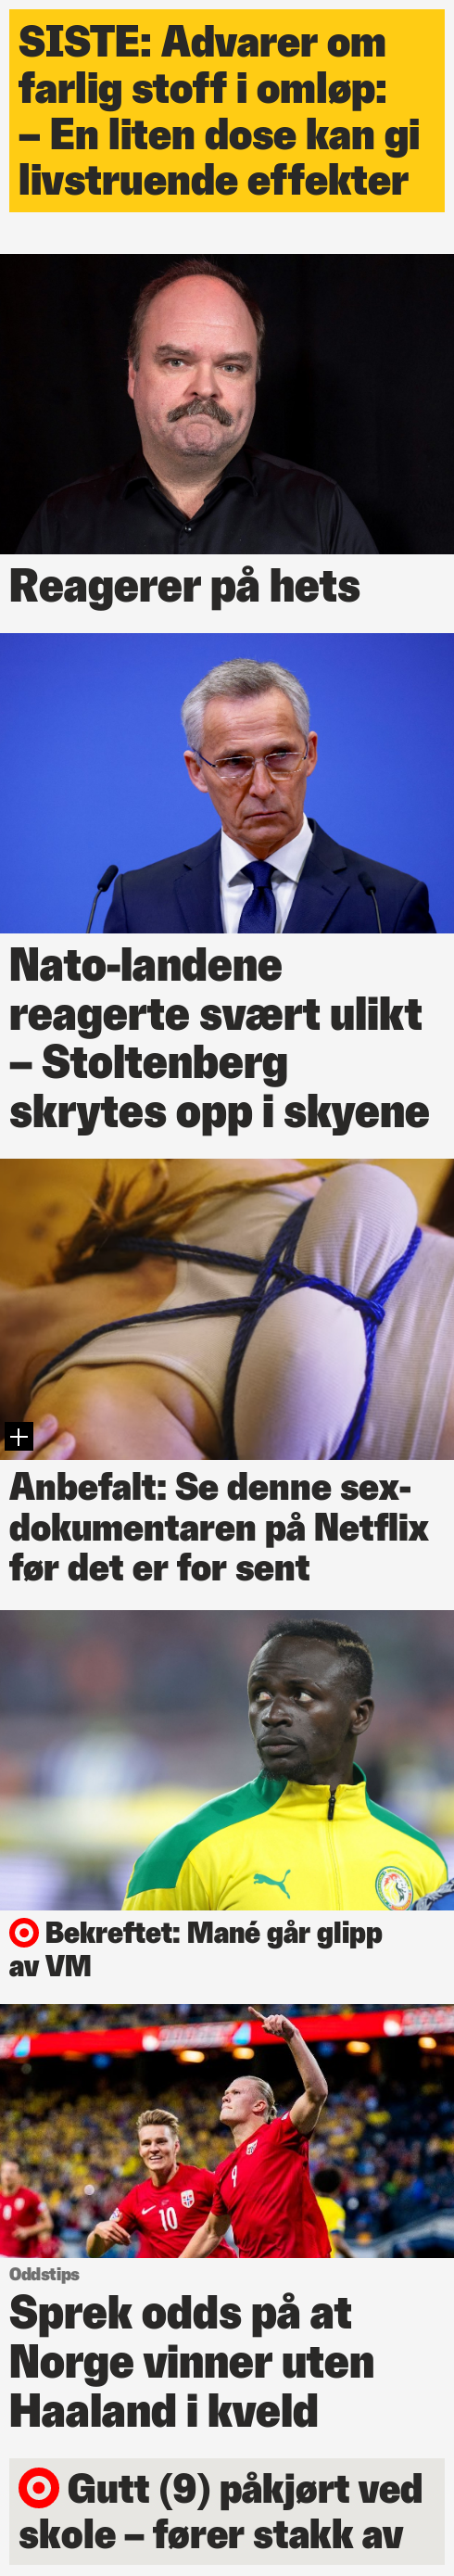 SISTE: Advarer om
farlig stoff i omløp:
– En liten dose kan gi
livstruende effekter
Reagerer på hets
Nato-landene
reagerte svært ulikt
– Stoltenberg
skrytes opp i skyene
Anbefalt: Se denne sex-
dokumentaren på Netflix
før det er for sent
Bekreftet: Mané går glipp
av VM
10
9
Oddstips
Sprek odds på at
Norge vinner uten
Haaland i kveld
Gutt (9) påkjørt ved
skole – fører stakk av